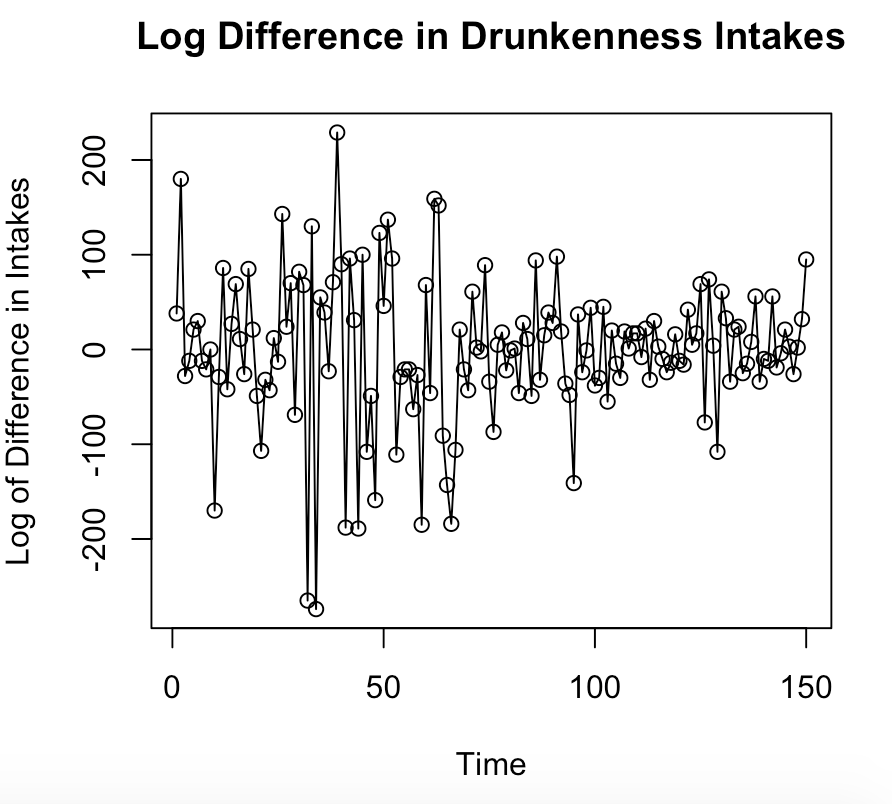 Log Difference in Drunkenness Intakes
Log of Difference in Intakes
200
100
0
-100
-200
0 50 100 150
Time